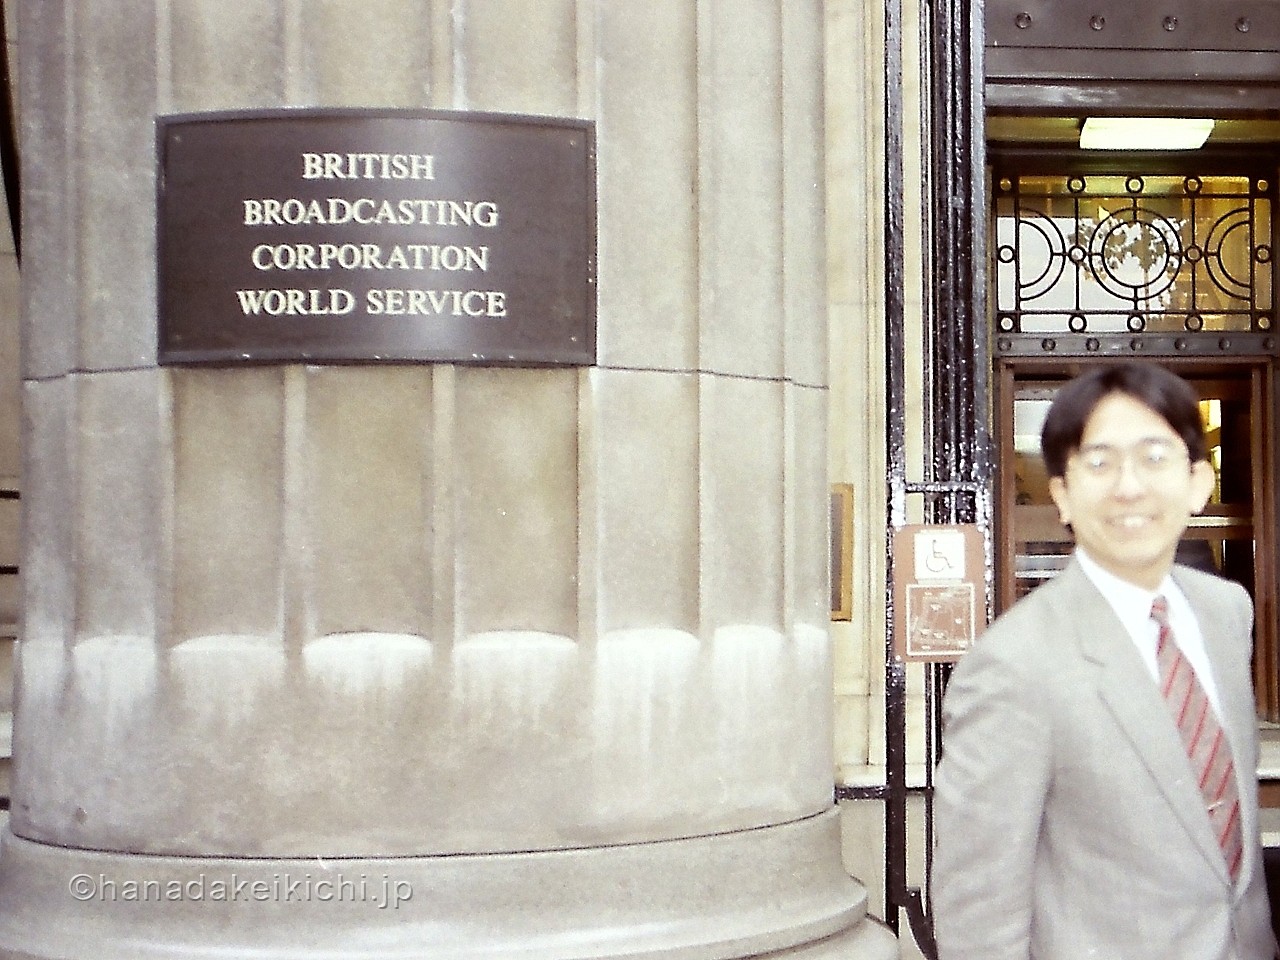 BRITISH
BROADCASTING
CORPORATION
WORLD SERVICE
©hanadakeikichi.jp